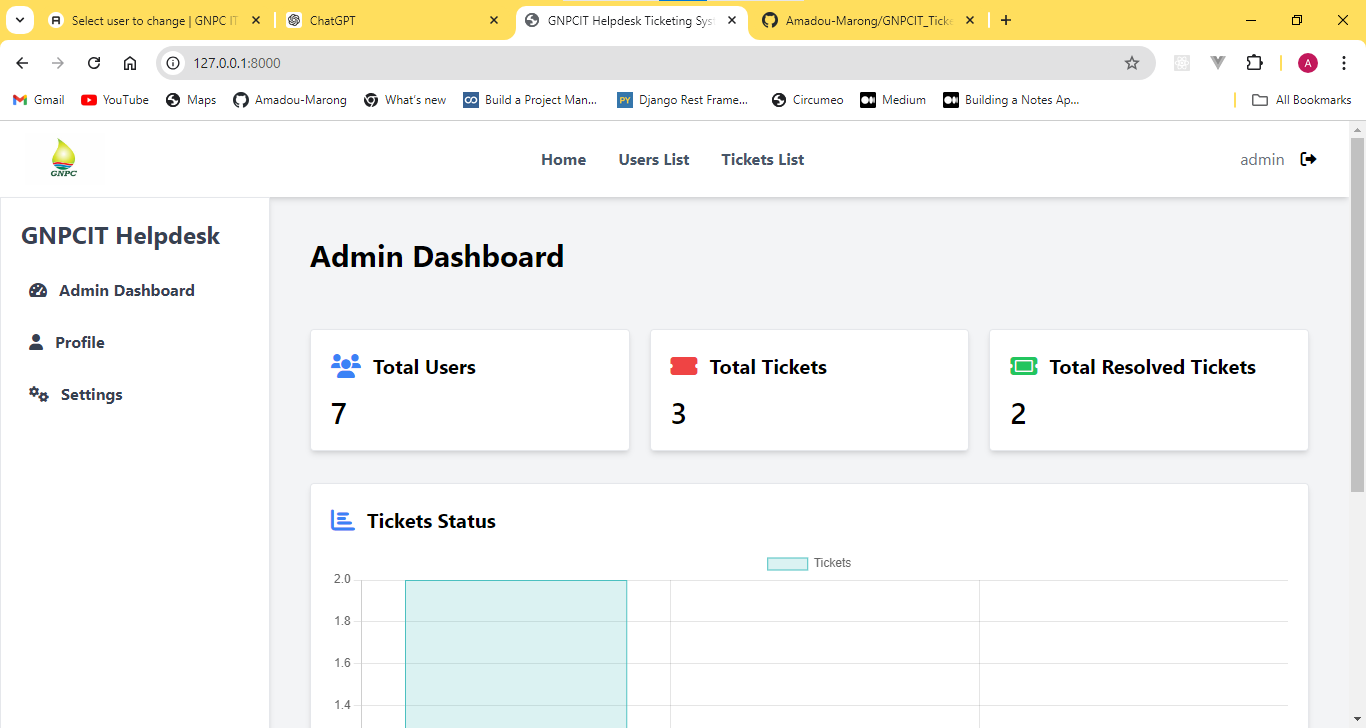 Select user to change | GNPC IT
ChatGPT
GNPCIT Helpdesk Ticketing Sys
Amadou-Marong/GNPCIT_Ticke
127.0.0.1:8000
A
Gmail
YouTube
Maps
Amadou-Marong
What's new
Build a Project Man...
Django Rest Frame...
Circumeo
Medium
Building a Notes Ap...
All Bookmarks
GNPC
Home
Users List
Tickets List
admin
GNPCIT Helpdesk
Admin Dashboard
Profile
Settings
Admin Dashboard
Total Users
7
Total Tickets
3
Total Resolved Tickets
2
Tickets Status
Tickets
2.0
1.8
1.6
1.4